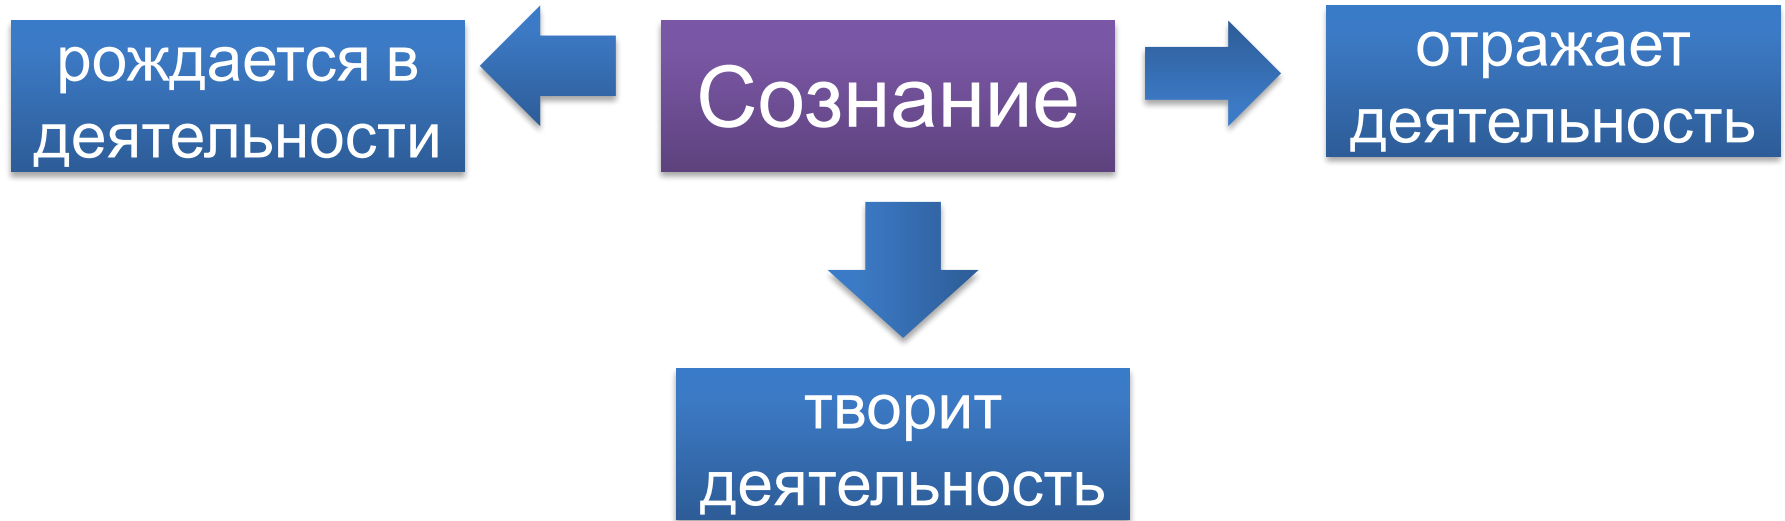 рождается в
деятельности
Сознание
отражает
деятельность
творит
деятельность